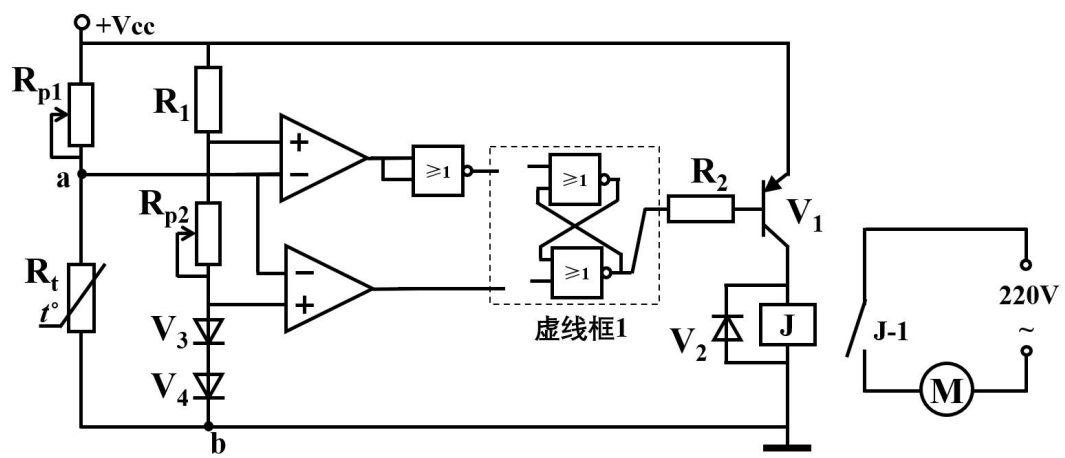 +Vcc
Rp1
R1
+
−
≥1
≥1
a
Rp2
R2
V1
≥1
Rt
t°
−
+
220V
~
虚线框1
J
J-1
V3
V2
V4
M
b